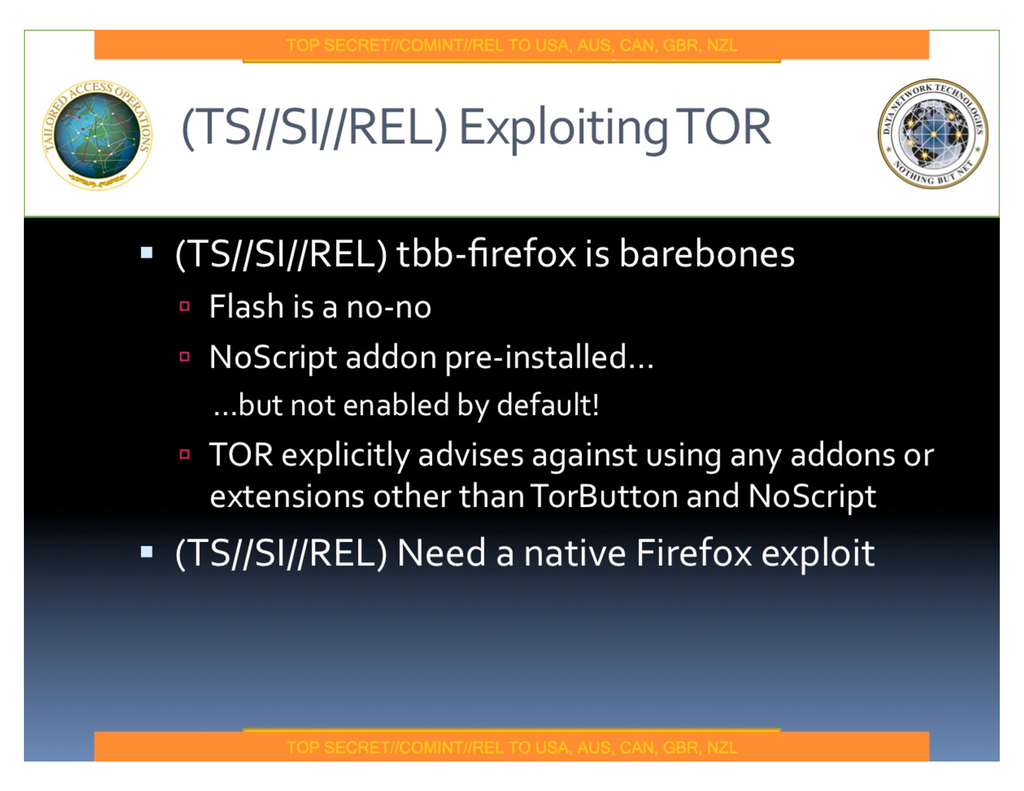 TOP SECRET//COMINT//REL TO USA, AUS, CAN, GBR, NZL
TAILORED ACCESS OPERATIONS
(TS//SI//REL) Exploiting TOR
DATA NETWORK TECHNOLOGIES
NOTHING BUT NET
(TS//SI//REL) tbb-firefox is barebones
Flash is a no-no
NoScript addon pre-installed...
...but not enabled by default!
TOR explicitly advises against using any addons or
extensions other than TorButton and NoScript
(TS//SI//REL) Need a native Firefox exploit
TOP SECRET//COMINT//REL TO USA, AUS, CAN, GBR, NZL